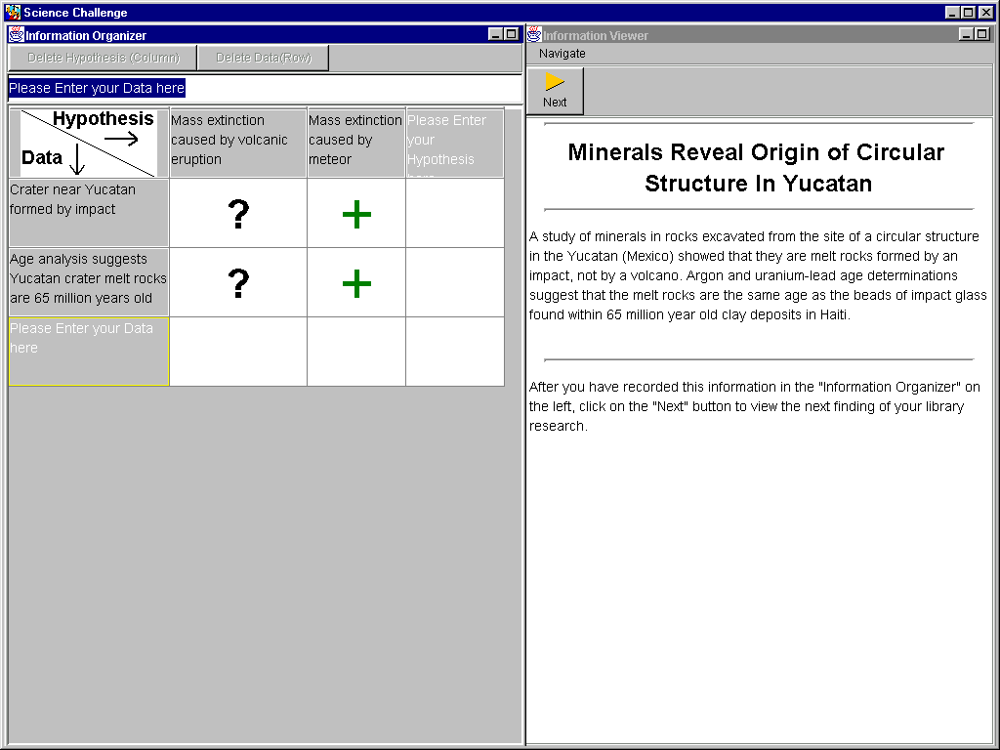 Science Challenge
Information Organizer
Delete Hypothesis (Column)
Delete Data(Row)
Please Enter your Data here
Hypothesis
Data
Mass extinction
caused by volcanic
eruption
Mass extinction
caused by
meteor
Please Enter
your
Hypothesis
here
Crater near Yucatan
formed by impact
?
+
Age analysis suggests
Yucatan crater melt rocks
are 65 million years old
?
+
Please Enter your Data
here
Information Viewer
Navigate
Next
Minerals Reveal Origin of Circular
Structure In Yucatan
A study of minerals in rocks excavated from the site of a circular structure
in the Yucatan (Mexico) showed that they are melt rocks formed by an
impact, not by a volcano. Argon and uranium-lead age determinations
suggest that the melt rocks are the same age as the beads of impact glass
found within 65 million year old clay deposits in Haiti.
After you have recorded this information in the "Information Organizer" on
the left, click on the "Next" button to view the next finding of your library
research.